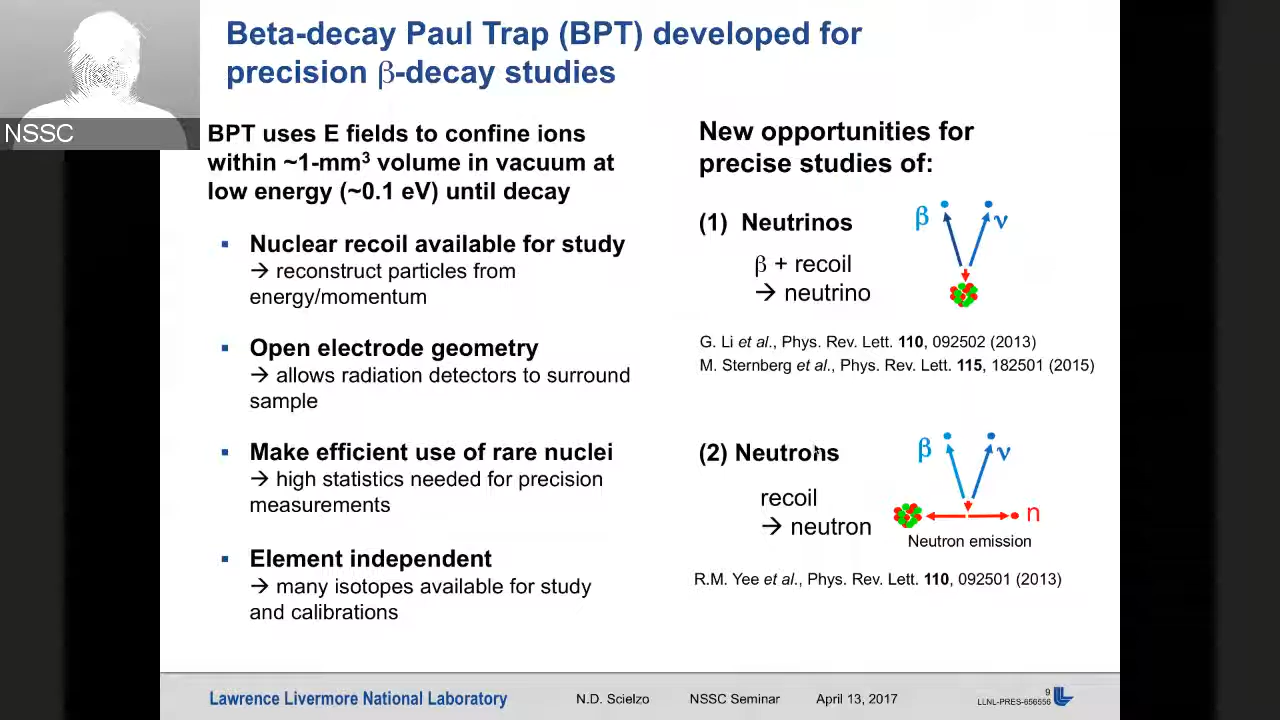 Beta-decay Paul Trap (BPT) developed for
precision β-decay studies
NSSC
BPT uses E fields to confine ions
within ~1-mm³ volume in vacuum at
low energy (~0.1 eV) until decay
▪ Nuclear recoil available for study
→ reconstruct particles from
energy/momentum
▪ Open electrode geometry
→ allows radiation detectors to surround
sample
▪ Make efficient use of rare nuclei
→ high statistics needed for precision
measurements
▪ Element independent
→ many isotopes available for study
and calibrations
New opportunities for
precise studies of:
(1) Neutrinos
β + recoil
→ neutrino
β ν
G. Li et al., Phys. Rev. Lett. 110, 092502 (2013)
M. Sternberg et al., Phys. Rev. Lett. 115, 182501 (2015)
(2) Neutrons
recoil
→ neutron
β ν
n
Neutron emission
R.M. Yee et al., Phys. Rev. Lett. 110, 092501 (2013)
Lawrence Livermore National Laboratory N.D. Scielzo NSSC Seminar April 13, 2017
9
LLNL-PRES-656556